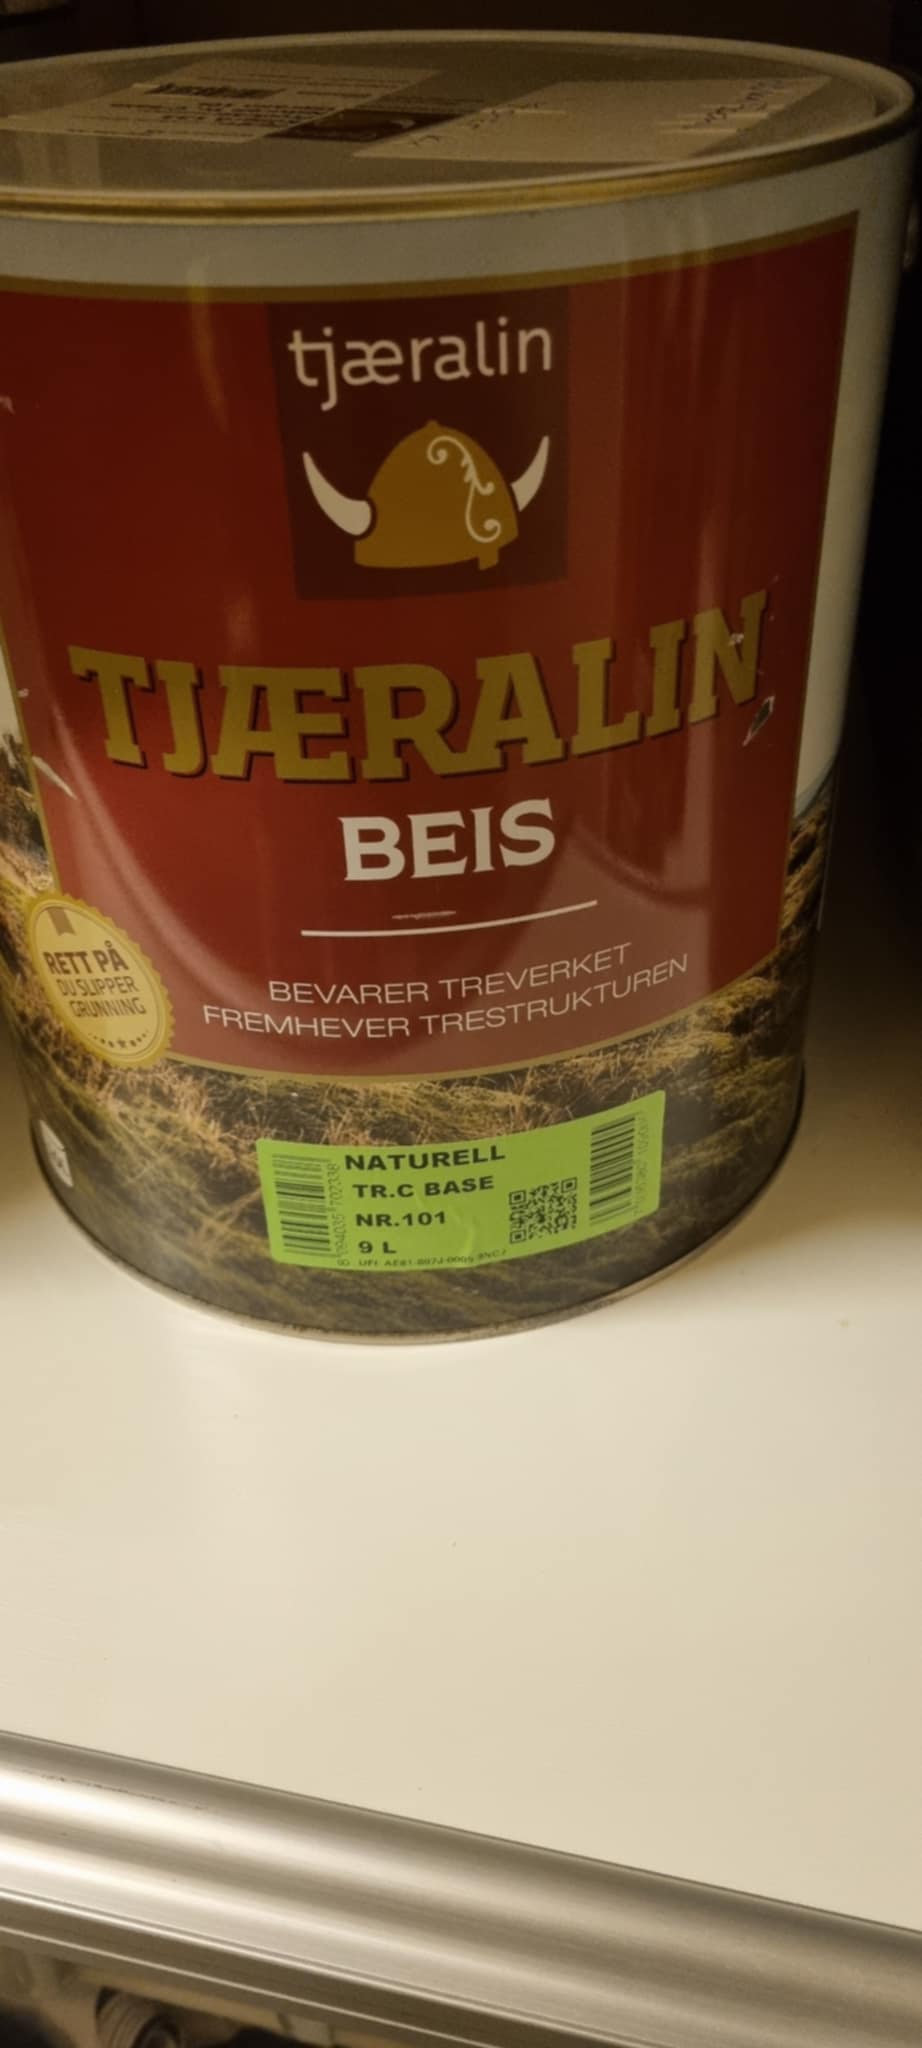 tjæralin
TJÆRALIN
BEIS
BEVARER TREVERKET
FREMHEVER TRESTRUKTUREN
RETT PÅ
DU SLIPPER
GRUNNING
NATURELL
TR.C BASE
NR.101
9 L